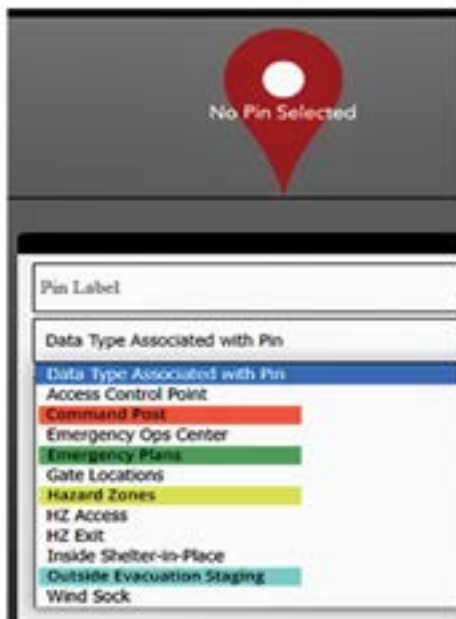 No Pin Selected
Pin Label
Data Type Associated with Pin
Data Type Associated with Pin
Access Control Point
Command Post
Emergency Ops Center
Emergency Plans
Gate Locations
Hazard Zones
HZ Access
HZ Exit
Inside Shelter-in-Place
Outside Evacuation Staging
Wind Sock